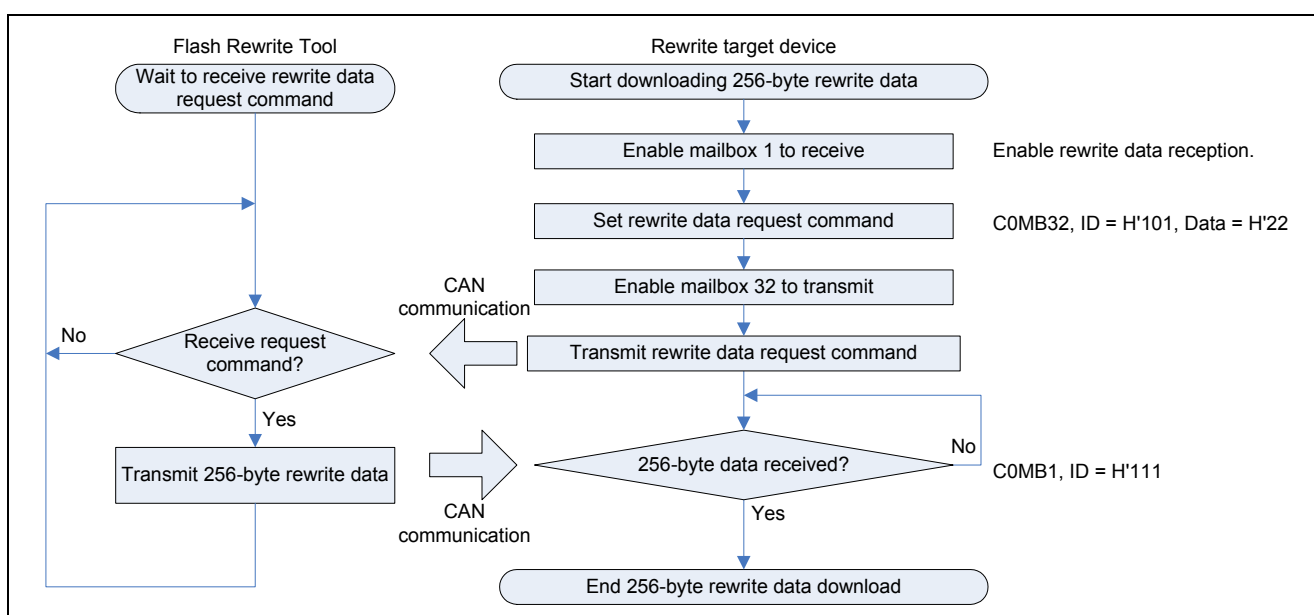 Flash Rewrite Tool
Wait to receive rewrite data
request command
No
Receive request
command?
Yes
Transmit 256-byte rewrite data
CAN
communication
CAN
communication
Rewrite target device
Start downloading 256-byte rewrite data
Enable mailbox 1 to receive
Enable rewrite data reception.
Set rewrite data request command
C0MB32, ID = H'101, Data = H'22
Enable mailbox 32 to transmit
Transmit rewrite data request command
256-byte data received?
No
C0MB1, ID = H'111
Yes
End 256-byte rewrite data download